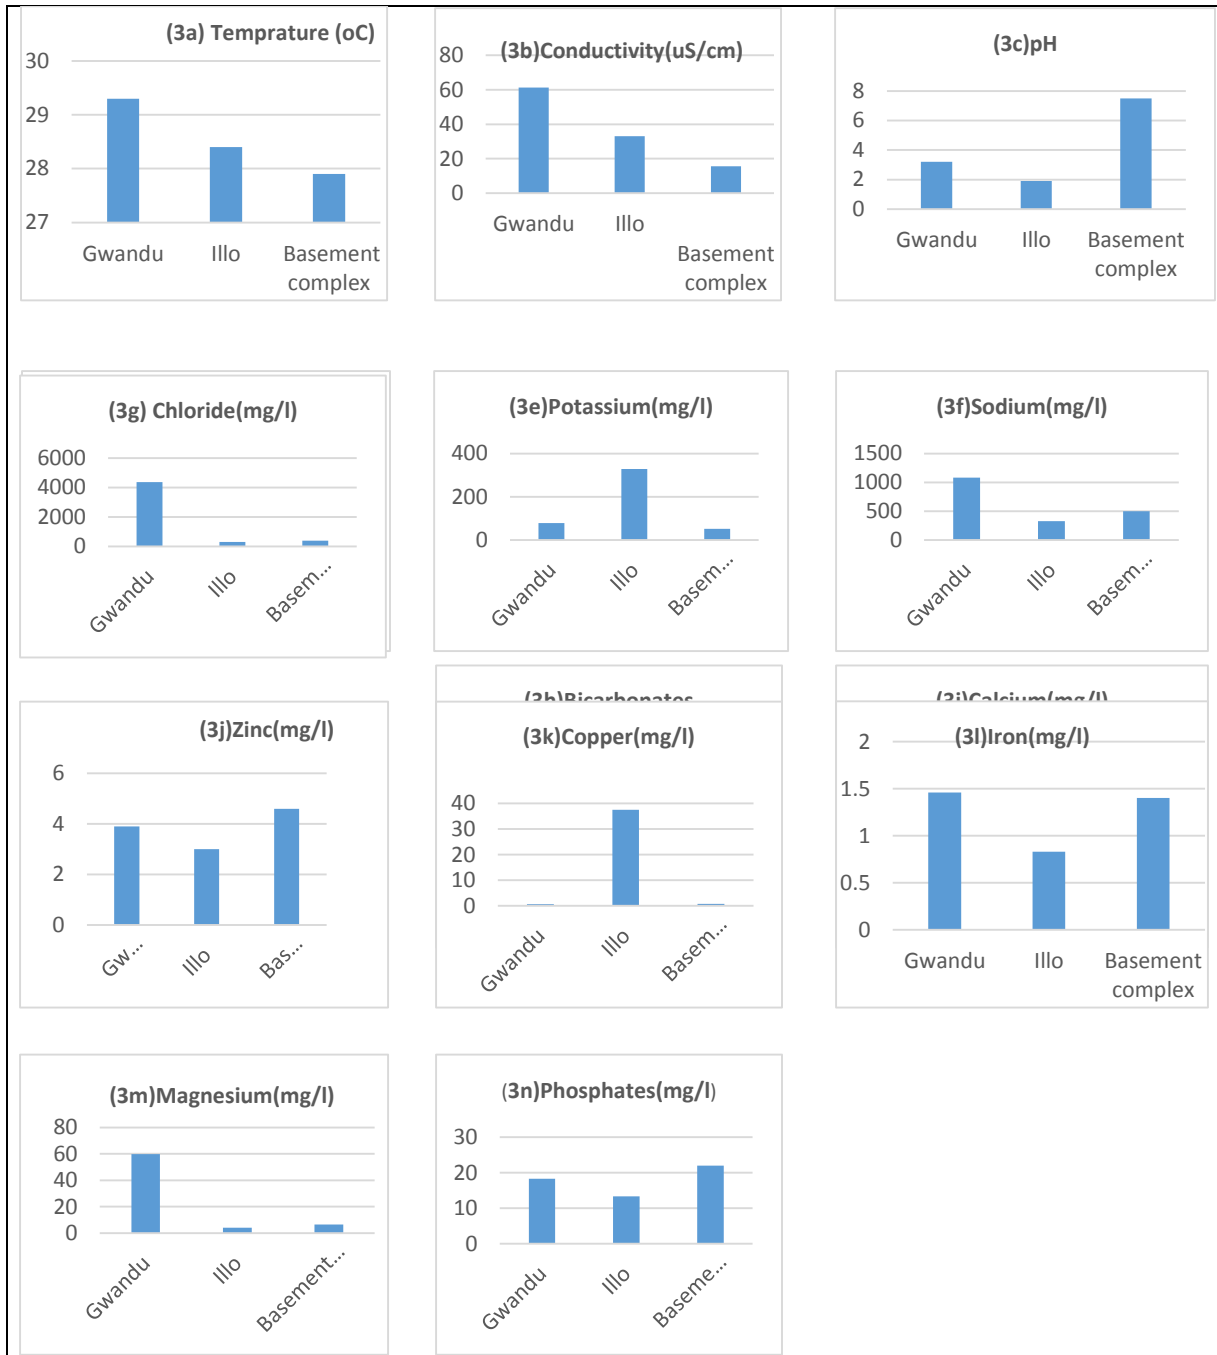 (3a) Temprature (oC)
30
29
28
27
Gwandu Illo Basement
complex
(3b)Conductivity(uS/cm)
80
60
40
20
0
Gwandu Illo
Basement
complex
(3c)pH
8
6
4
2
0
Gwandu Illo Basement
complex
(3g) Chloride(mg/l)
6000
4000
2000
0
Gwandu Illo Basem...
(3e)Potassium(mg/l)
400
200
0
Gwandu Illo Basem...
(3f)Sodium(mg/l)
1500
1000
500
0
Gwandu Illo Basem...
(3h)Bicarbonates
(3i)Calcium(mg/l)
(3j)Zinc(mg/l)
6
4
2
0
Gw... Illo Bas...
(3k)Copper(mg/l)
40
30
20
10
0
Gwandu Illo Basem...
(3l)Iron(mg/l)
2
1.5
1
0.5
0
Gwandu Illo Basement
complex
(3m)Magnesium(mg/l)
80
60
40
20
0
Gwandu Illo Basement...
(3n)Phosphates(mg/l)
30
20
10
0
Gwandu Illo Baseme...